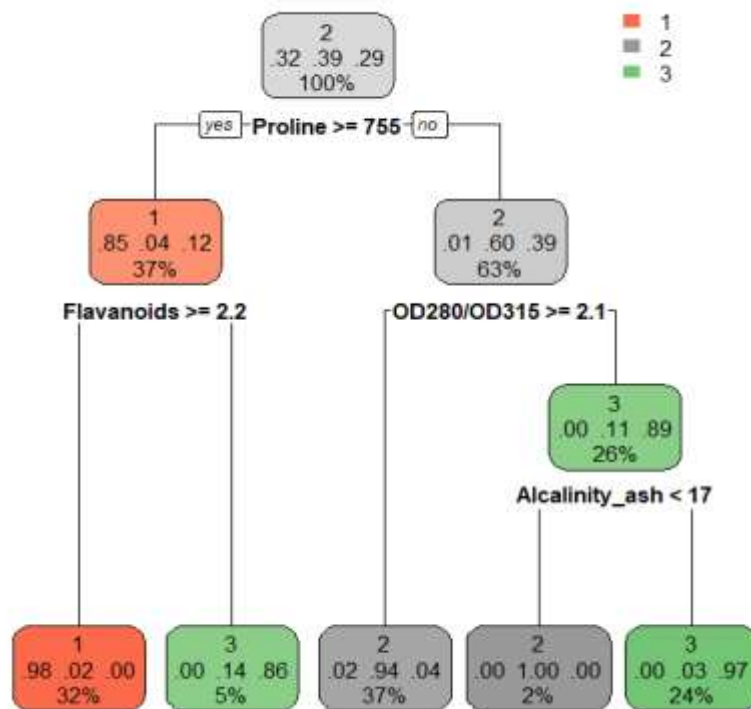 2
.32 .39 .29
100%
1
2
3
yes Proline >= 755 no
1
.85 .04 .12
37%
2
.01 .60 .39
63%
Flavanoids >= 2.2
OD280/OD315 >= 2.1
3
.00 .11 .89
26%
Alcalinity_ash < 17
1
.98 .02 .00
32%
3
.00 .14 .86
5%
2
.02 .94 .04
37%
2
.00 1.00 .00
2%
3
.00 .03 .97
24%